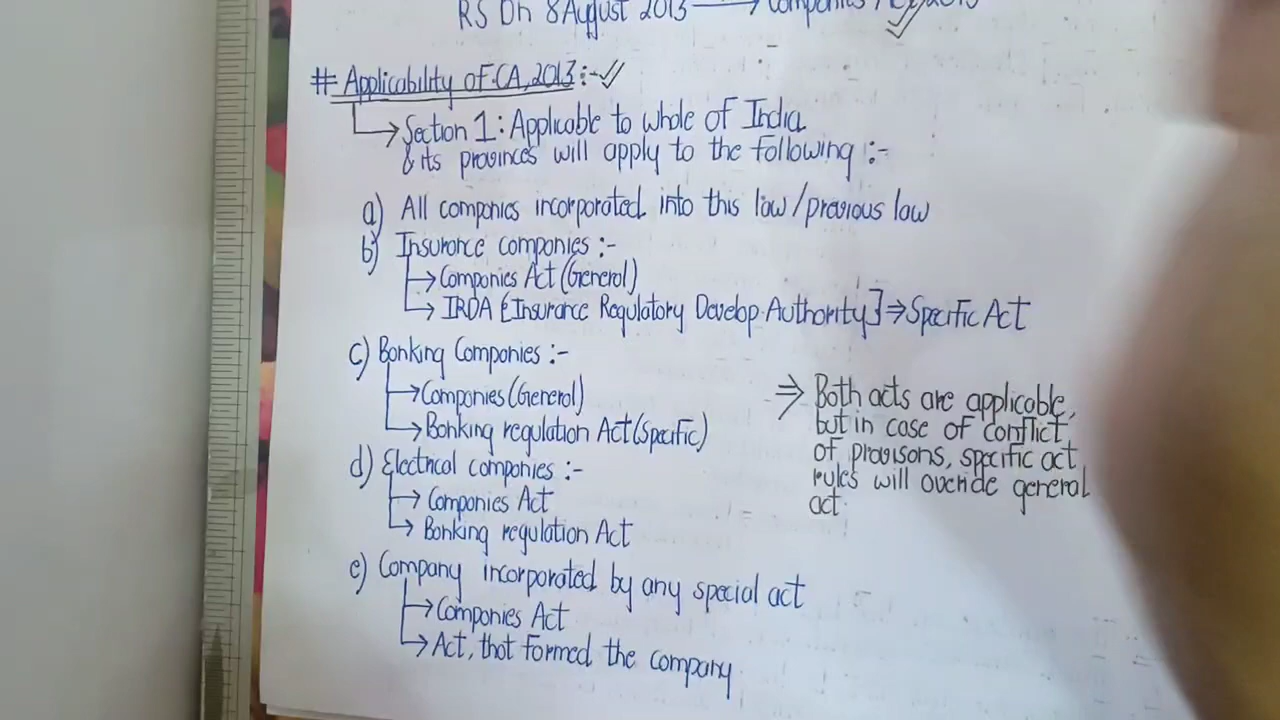 RS On 8 August 2013 → Companies
# Applicability of CA, 2013 :-
Section 1: Applicable to whole of India
& its provinces will apply to the following :-
a) All companies incorporated into this law/previous law
b) Insurance companies :-
→ Companies Act (General)
→ IRDA [Insurance Regulatory Develop. Authority] ⇒ Specific Act
c) Banking Companies :-
→ Companies (General)
→ Banking regulation Act (Specific)
⇒ Both acts are applicable,
but in case of conflict
of provisons, specific act
rules will overide general
act.
d) Electrical companies :-
→ Companies Act
→ Banking regulation Act
e) Company incorporated by any special act
→ Companies Act
→ Act, that formed the company